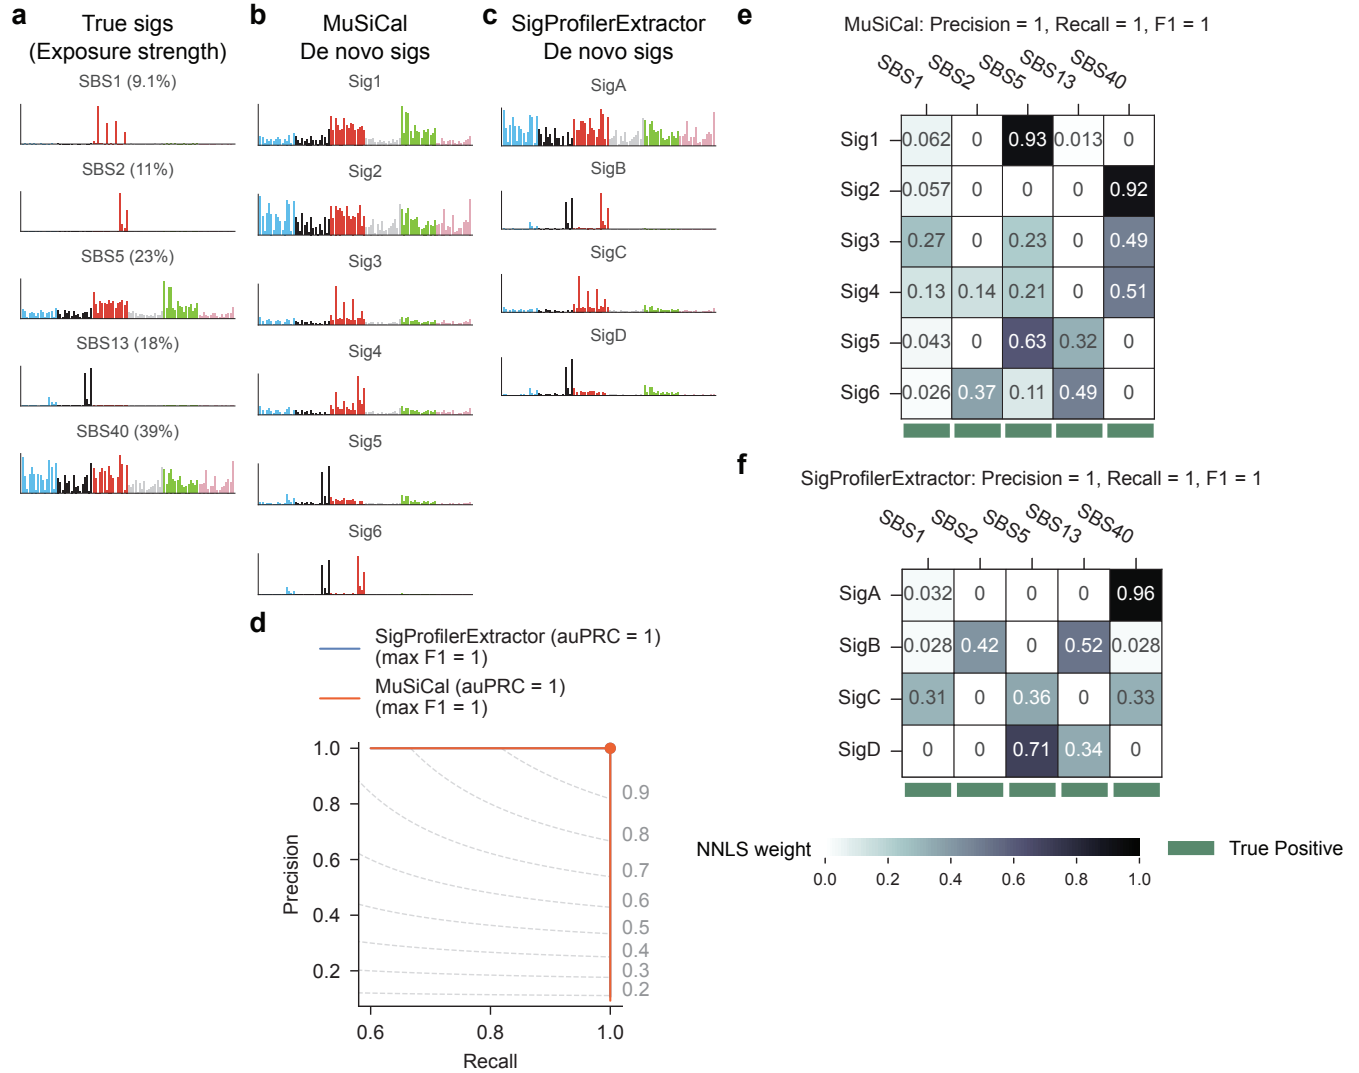 a
True sigs
(Exposure strength)
SBS1 (9.1%)
SBS2 (11%)
SBS5 (23%)
SBS13 (18%)
SBS40 (39%)
b
MuSiCal
De novo sigs
Sig1
Sig2
Sig3
Sig4
Sig5
Sig6
c
SigProfilerExtractor
De novo sigs
SigA
SigB
SigC
SigD
d
SigProfilerExtractor (auPRC = 1)
(max F1 = 1)
MuSiCal (auPRC = 1)
(max F1 = 1)
Precision
1.0
0.8
0.6
0.4
0.2
0.9
0.8
0.7
0.6
0.5
0.4
0.3
0.2
0.6 0.8 1.0
Recall
e
MuSiCal: Precision = 1, Recall = 1, F1 = 1
SBS1 SBS2 SBS5 SBS13 SBS40
Sig1 0.062 0 0.93 0.013 0
Sig2 0.057 0 0 0 0.92
Sig3 0.27 0 0.23 0 0.49
Sig4 0.13 0.14 0.21 0 0.51
Sig5 0.043 0 0.63 0.32 0
Sig6 0.026 0.37 0.11 0.49 0
f
SigProfilerExtractor: Precision = 1, Recall = 1, F1 = 1
SBS1 SBS2 SBS5 SBS13 SBS40
SigA 0.032 0 0 0 0.96
SigB 0.028 0.42 0 0.52 0.028
SigC 0.31 0 0.36 0 0.33
SigD 0 0 0.71 0.34 0
NNLS weight
0.0 0.2 0.4 0.6 0.8 1.0
True Positive